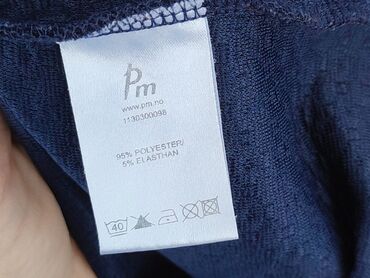 Pm
www.pm.no
1130300098
95% POLYESTER/
5% ELASTHAN
40